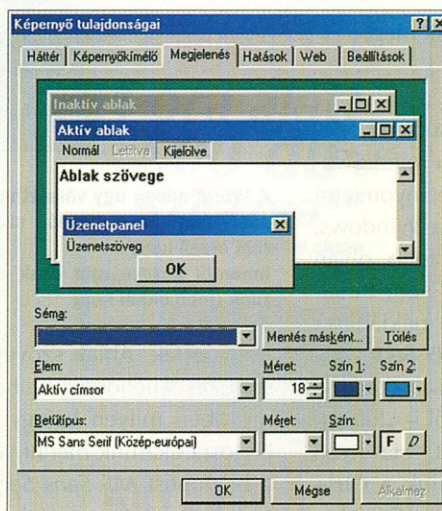 Képernyő tulajdonságai
Háttér Képernyőkímélő Megjelenés Hatások Web Beállítások
Inaktív ablak
Aktív ablak
Normál Letiltva Kijelölve
Ablak szövege
Üzenetpanel
Üzenetszöveg
OK
Séma:
Mentés másként... Törlés
Elem: Méret: Szín 1: Szín 2:
Aktív címsor 18
Betűtípus: Méret: Szín:
MS Sans Serif (Közép-európai) F D
OK Mégse Alkalmaz